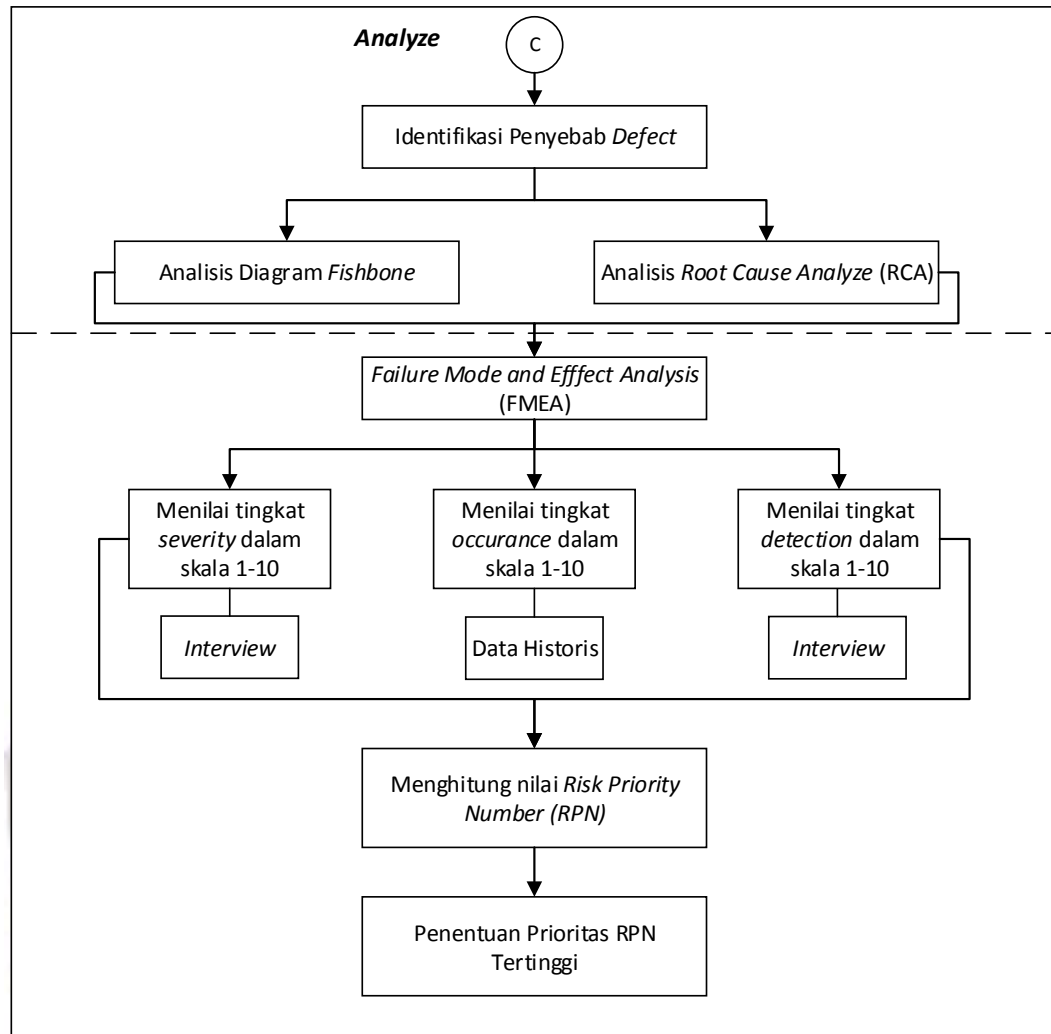 Analyze
C
Identifikasi Penyebab Defect
Analisis Diagram Fishbone
Analisis Root Cause Analyze (RCA)
Failure Mode and Efffect Analysis
(FMEA)
Menilai tingkat
severity dalam
skala 1-10
Menilai tingkat
occurance dalam
skala 1-10
Menilai tingkat
detection dalam
skala 1-10
Interview
Data Historis
Interview
Menghitung nilai Risk Priority
Number (RPN)
Penentuan Prioritas RPN
Tertinggi